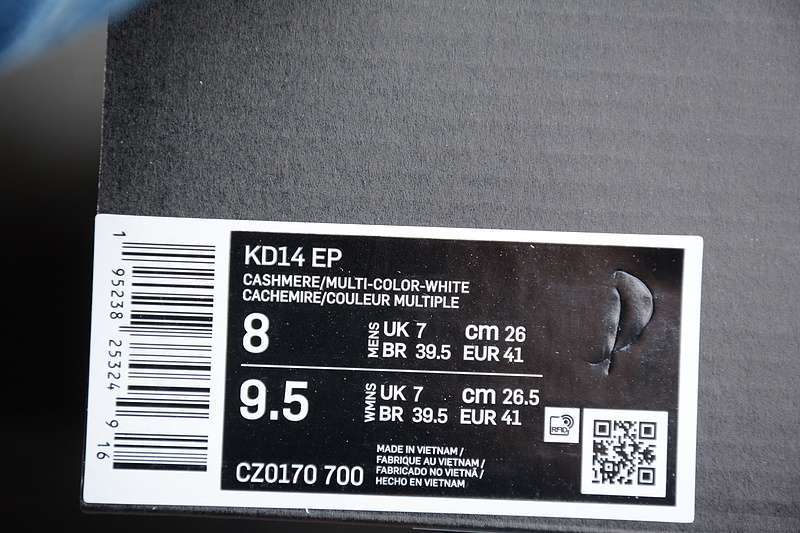 KD14 EP
CASHMERE/MULTI-COLOR-WHITE
CACHEMIRE/COULEUR MULTIPLE
8 MENS UK 7 cm 26
BR 39.5 EUR 41
9.5 WMNS UK 7 cm 26.5
BR 39.5 EUR 41
RFID
CZ0170 700
MADE IN VIETNAM /
FABRIQUE AU VIETNAM /
FABRICADO NO VIETNÃ /
HECHO EN VIETNAM
1 95238 25324 9 16